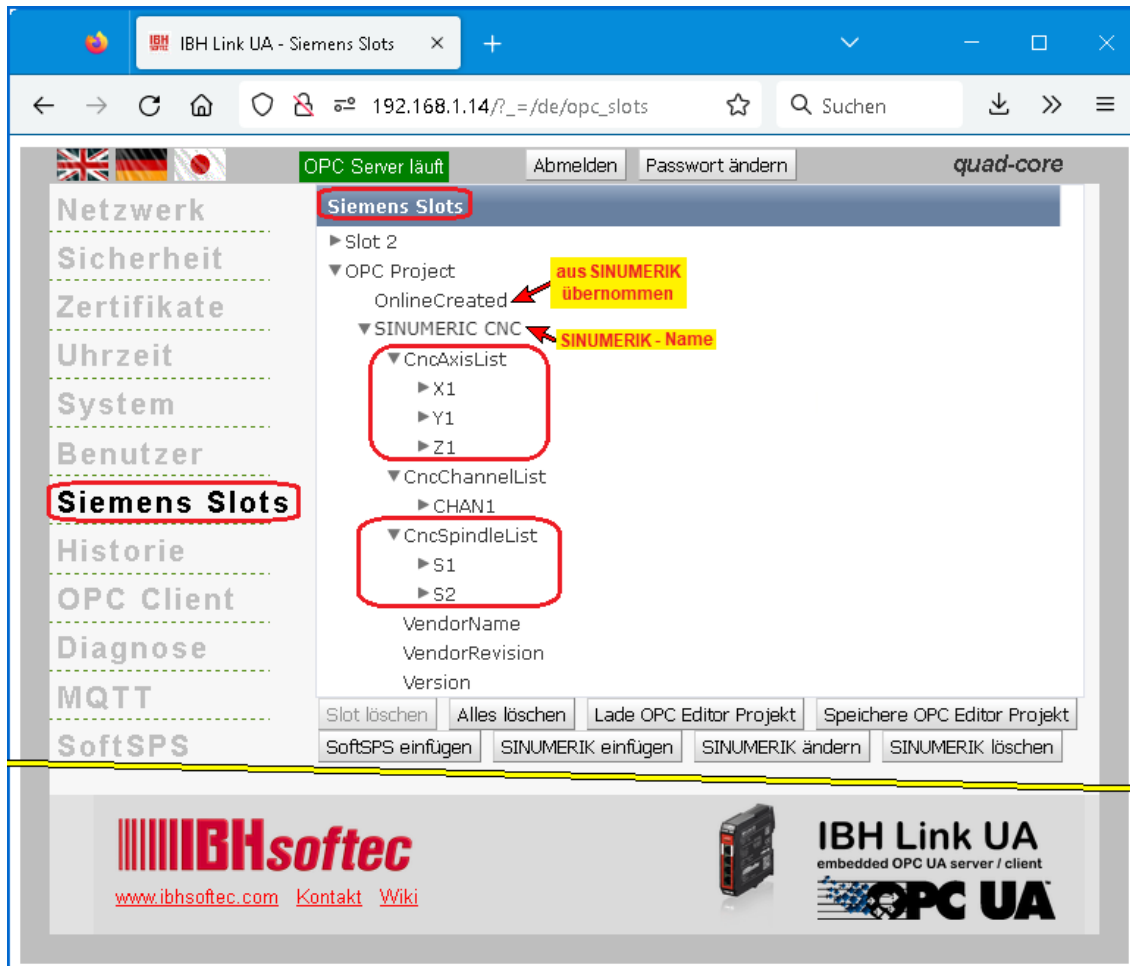 IBH Link UA - Siemens Slots
192.168.1.14/?_=/de/opc_slots
Suchen
OPC Server läuft
Abmelden
Passwort ändern
quad-core
Netzwerk
Sicherheit
Zertifikate
Uhrzeit
System
Benutzer
Siemens Slots
Historie
OPC Client
Diagnose
MQTT
SoftSPS
Siemens Slots
Slot 2
OPC Project
OnlineCreated
aus SINUMERIK
übernommen
SINUMERIC CNC
SINUMERIK - Name
CncAxisList
X1
Y1
Z1
CncChannelList
CHAN1
CncSpindleList
S1
S2
VendorName
VendorRevision
Version
Slot löschen
Alles löschen
Lade OPC Editor Projekt
Speichere OPC Editor Projekt
SoftSPS einfügen
SINUMERIK einfügen
SINUMERIK ändern
SINUMERIK löschen
IBHsoftec
www.ibhsoftec.com Kontakt Wiki
IBH Link UA
embedded OPC UA server / client
OPC UA